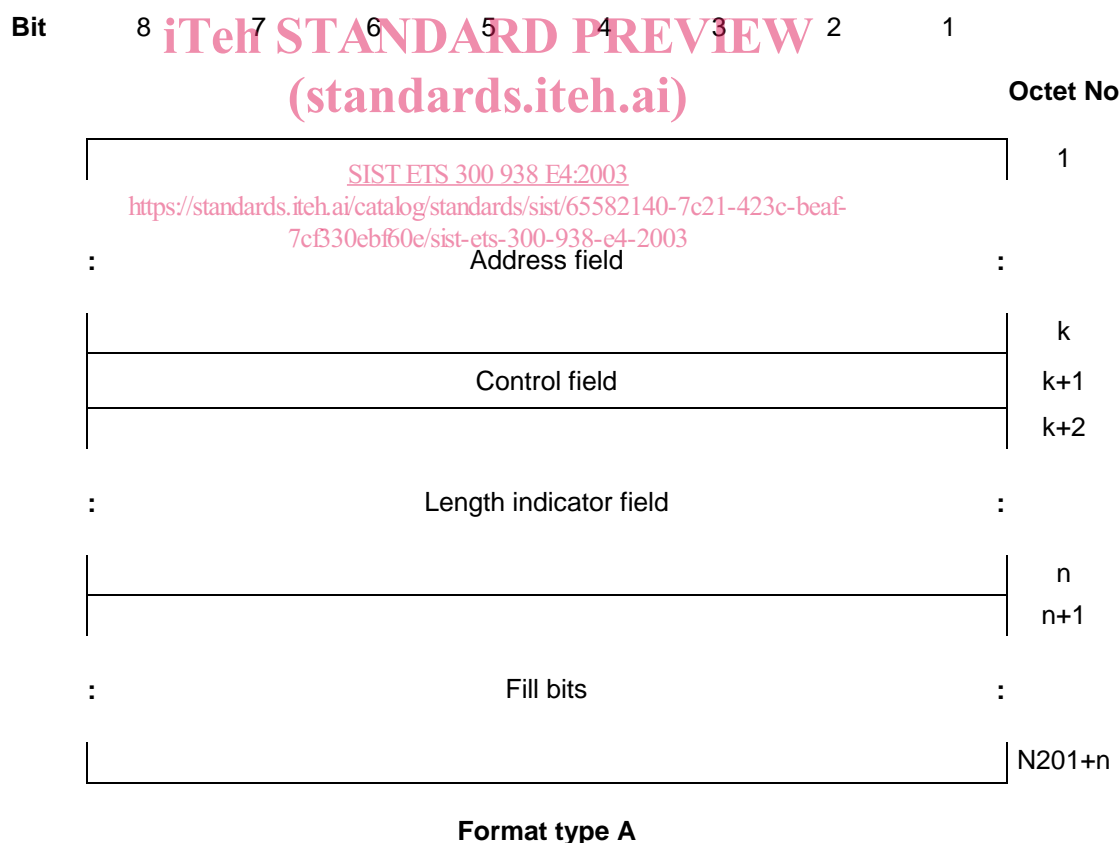 Bit 8 7 6 5 4 3 2 1
iTeh STANDARD PREVIEW
(standards.iteh.ai)
Octet No
1
SIST ETS 300 938 E4:2003
https://standards.iteh.ai/catalog/standards/sist/65582140-7c21-423c-beaf-
7cf330ebf60e/sist-ets-300-938-e4-2003
: Address field :
k
Control field k+1
k+2
: Length indicator field :
n
n+1
: Fill bits :
N201+n
Format type A